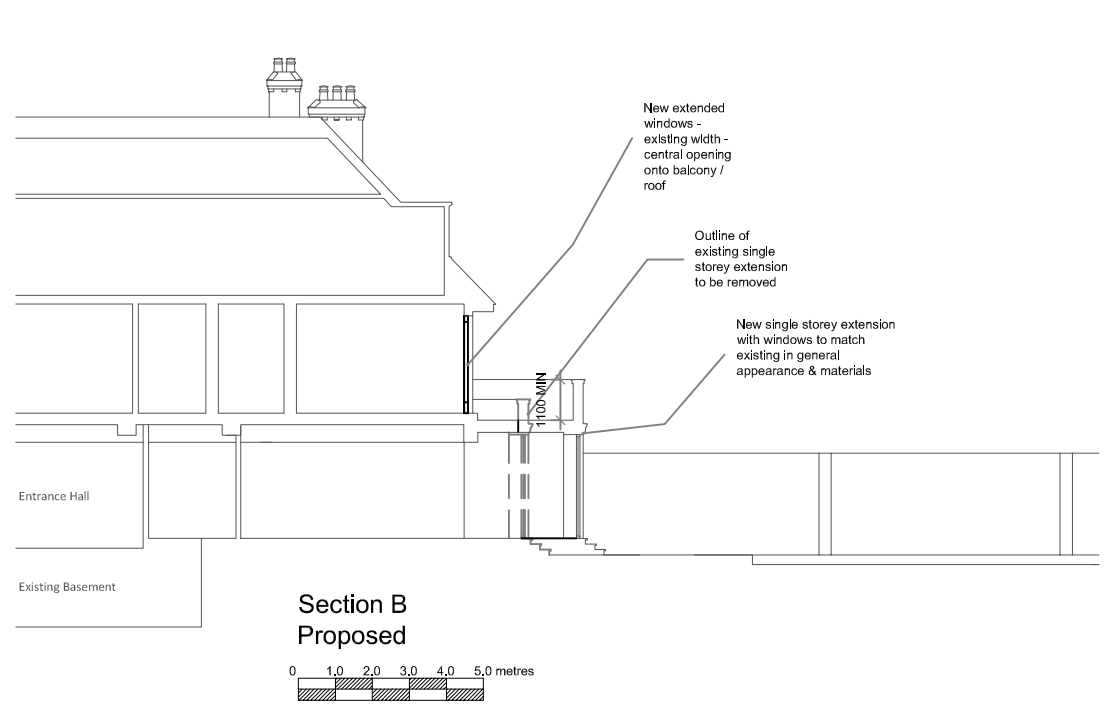 New extended
windows -
existing width -
central opening
onto balcony /
roof
Outline of
existing single
storey extension
to be removed
New single storey extension
with windows to match
existing in general
appearance & materials
1100 MIN
Entrance Hall
Existing Basement
Section B
Proposed
0 1.0 2.0 3.0 4.0 5.0 metres